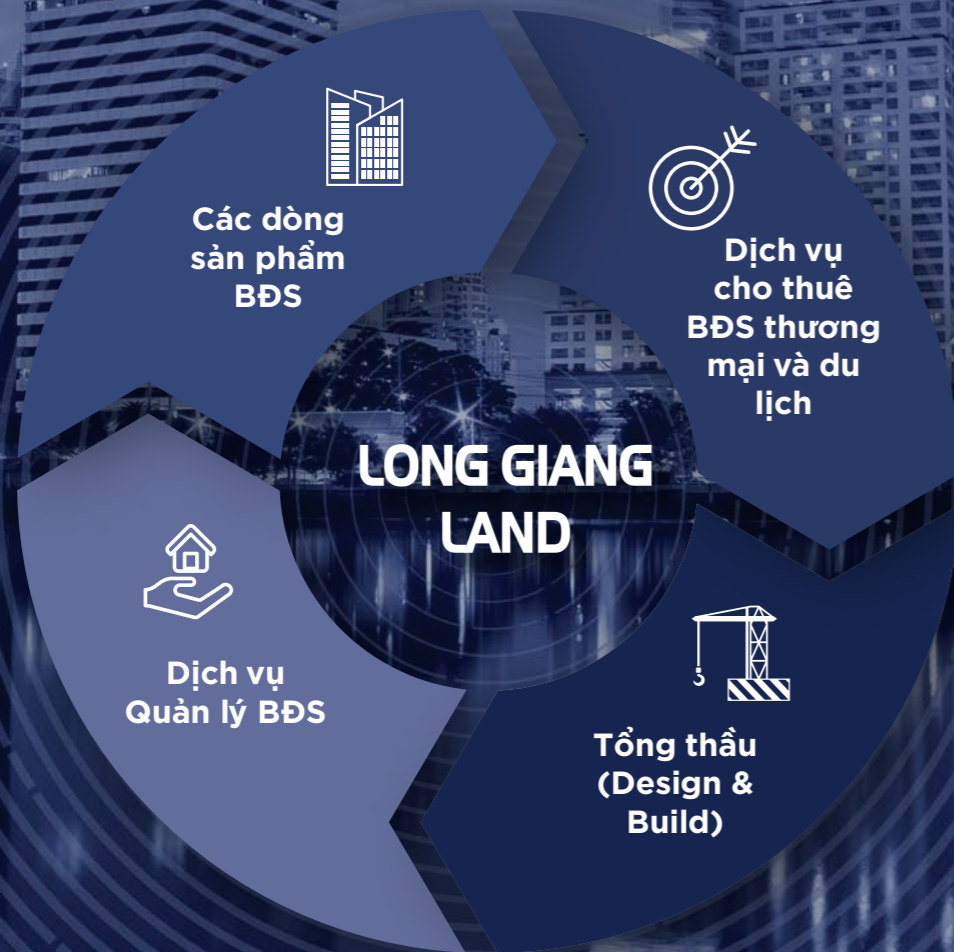 Các dòng
sản phẩm
BĐS
Dịch vụ
cho thuê
BĐS thương
mại và du
lịch
LONG GIANG
LAND
Dịch vụ
Quản lý BĐS
Tổng thầu
(Design &
Build)